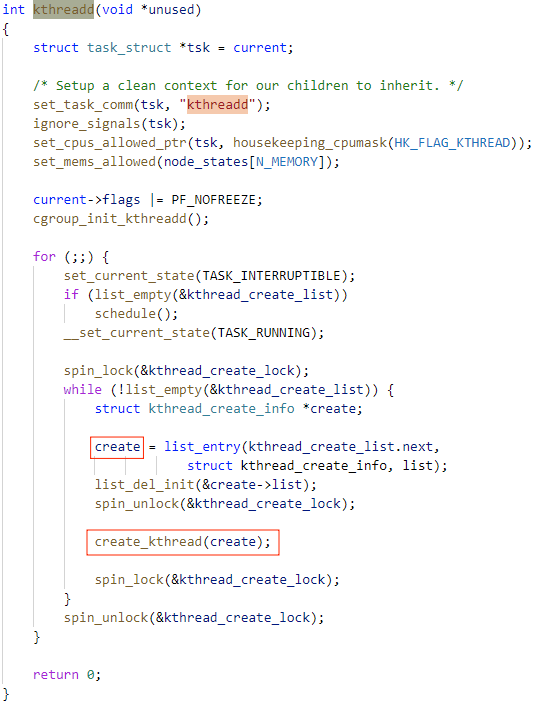 int kthreadd(void *unused)
{
    struct task_struct *tsk = current;

    /* Setup a clean context for our children to inherit. */
    set_task_comm(tsk, "kthreadd");
    ignore_signals(tsk);
    set_cpus_allowed_ptr(tsk, housekeeping_cpumask(HK_FLAG_KTHREAD));
    set_mems_allowed(node_states[N_MEMORY]);

    current->flags |= PF_NOFREEZE;
    cgroup_init_kthreadd();

    for (;;) {
        set_current_state(TASK_INTERRUPTIBLE);
        if (list_empty(&kthread_create_list))
            schedule();
        __set_current_state(TASK_RUNNING);

        spin_lock(&kthread_create_lock);
        while (!list_empty(&kthread_create_list)) {
            struct kthread_create_info *create;

            create = list_entry(kthread_create_list.next,
                        struct kthread_create_info, list);
            list_del_init(&create->list);
            spin_unlock(&kthread_create_lock);

            create_kthread(create);

            spin_lock(&kthread_create_lock);
        }
        spin_unlock(&kthread_create_lock);
    }

    return 0;
}